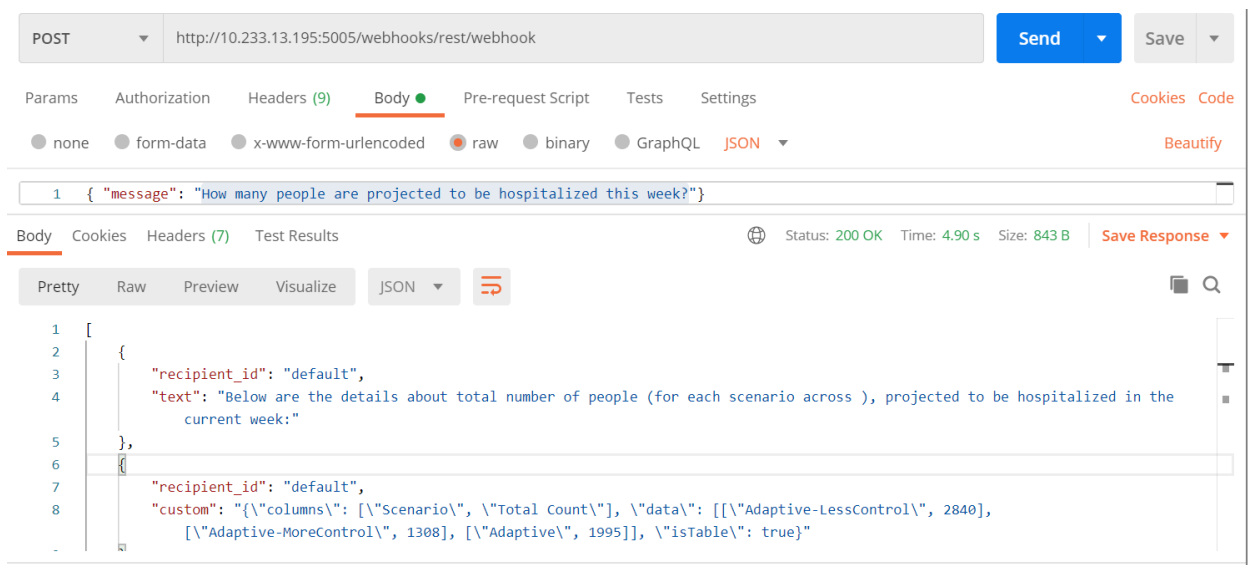 POST http://10.233.13.195:5005/webhooks/rest/webhook Send Save
Params Authorization Headers (9) Body Pre-request Script Tests Settings Cookies Code
none form-data x-www-form-urlencoded raw binary GraphQL JSON Beautify
1 { "message": "How many people are projected to be hospitalized this week?"}
Body Cookies Headers (7) Test Results Status: 200 OK Time: 4.90 s Size: 843 B Save Response
Pretty Raw Preview Visualize JSON
1 [
2 {
3 "recipient_id": "default",
4 "text": "Below are the details about total number of people (for each scenario across ), projected to be hospitalized in the
current week:"
5 },
6 {
7 "recipient_id": "default",
8 "custom": "{\"columns\": [\"Scenario\", \"Total Count\"], \"data\": [[\"Adaptive-LessControl\", 2840],
[\"Adaptive-MoreControl\", 1308], [\"Adaptive\", 1995]], \"isTable\": true}"